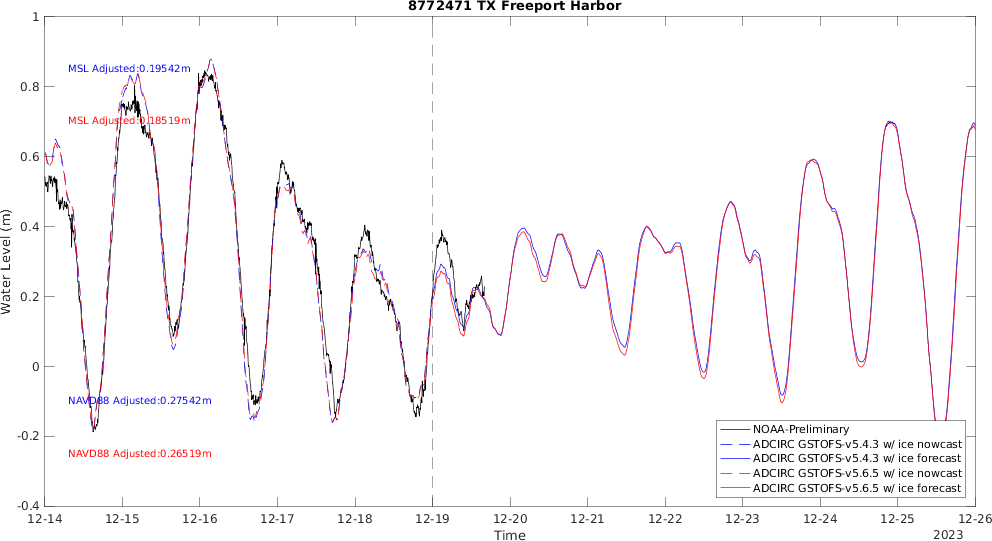 8772471 TX Freeport Harbor
Water Level (m)
1
0.8
0.6
0.4
0.2
0
-0.2
-0.4
MSL Adjusted:0.19542m
MSL Adjusted:0.18519m
NAVD88 Adjusted:0.27542m
NAVD88 Adjusted:0.26519m
NOAA-Preliminary
ADCIRC GSTOFS-v5.4.3 w/ ice nowcast
ADCIRC GSTOFS-v5.4.3 w/ ice forecast
ADCIRC GSTOFS-v5.6.5 w/ ice nowcast
ADCIRC GSTOFS-v5.6.5 w/ ice forecast
12-14 12-15 12-16 12-17 12-18 12-19 12-20 12-21 12-22 12-23 12-24 12-25 12-26
Time
2023